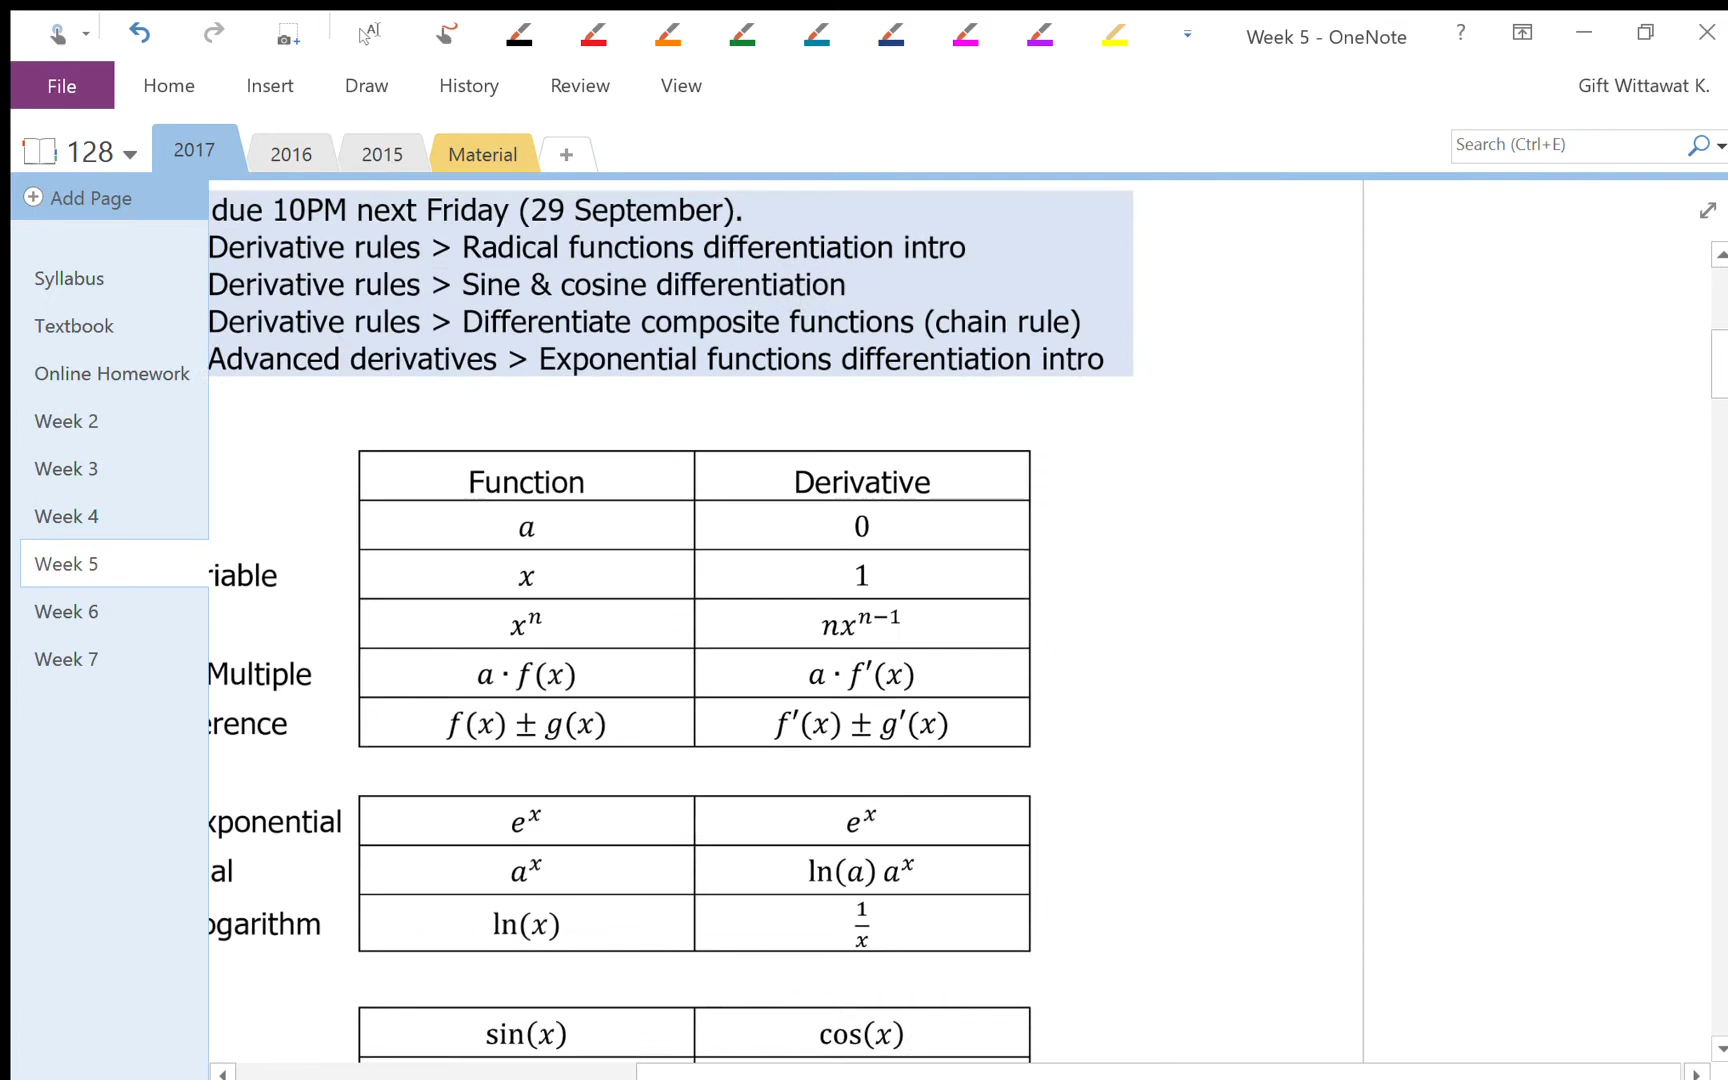 Week 5 - OneNote
?
File
Home
Insert
Draw
History
Review
View
Gift Wittawat K.
128
2017
2016
2015
Material
+
Search (Ctrl+E)
Add Page
Syllabus
Textbook
Online Homework
Week 2
Week 3
Week 4
Week 5
Week 6
Week 7
due 10PM next Friday (29 September).
Derivative rules > Radical functions differentiation intro
Derivative rules > Sine & cosine differentiation
Derivative rules > Differentiate composite functions (chain rule)
Advanced derivatives > Exponential functions differentiation intro
Function Derivative
a 0
riable x 1
xⁿ nxⁿ⁻¹
Multiple a · f(x) a · f′(x)
erence f(x) ± g(x) f′(x) ± g′(x)
xponential eˣ eˣ
al aˣ ln(a) aˣ
ogarithm ln(x) 1/x
sin(x) cos(x)